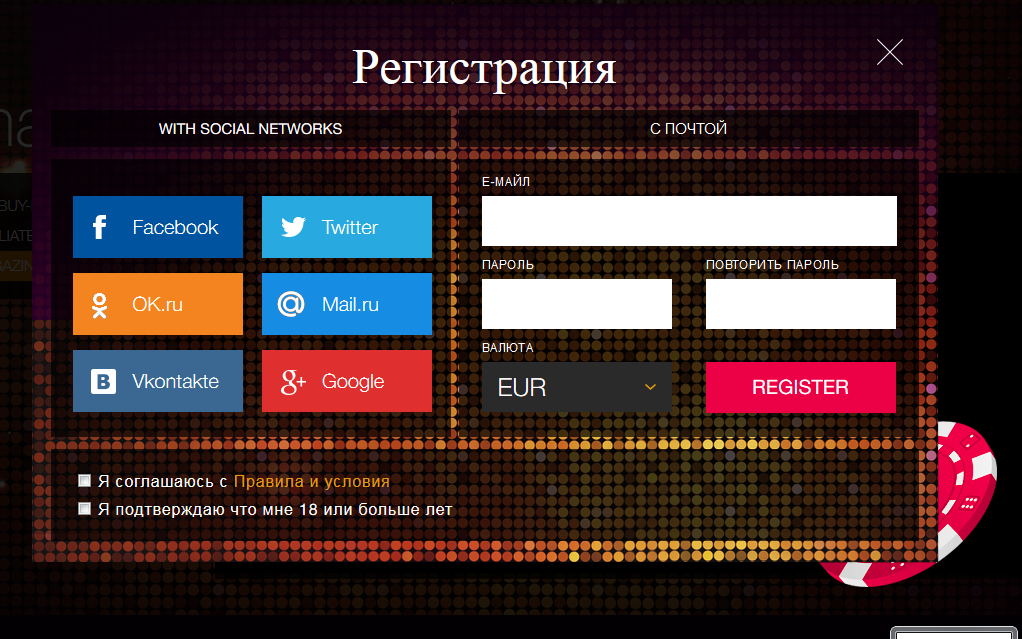 Регистрация
WITH SOCIAL NETWORKS
С ПОЧТОЙ
Facebook
Twitter
OK.ru
Mail.ru
Vkontakte
Google
Е-МАЙЛ
ПАРОЛЬ
ПОВТОРИТЬ ПАРОЛЬ
ВАЛЮТА
EUR
REGISTER
Я соглашаюсь с Правила и условия
Я подтверждаю что мне 18 или больше лет